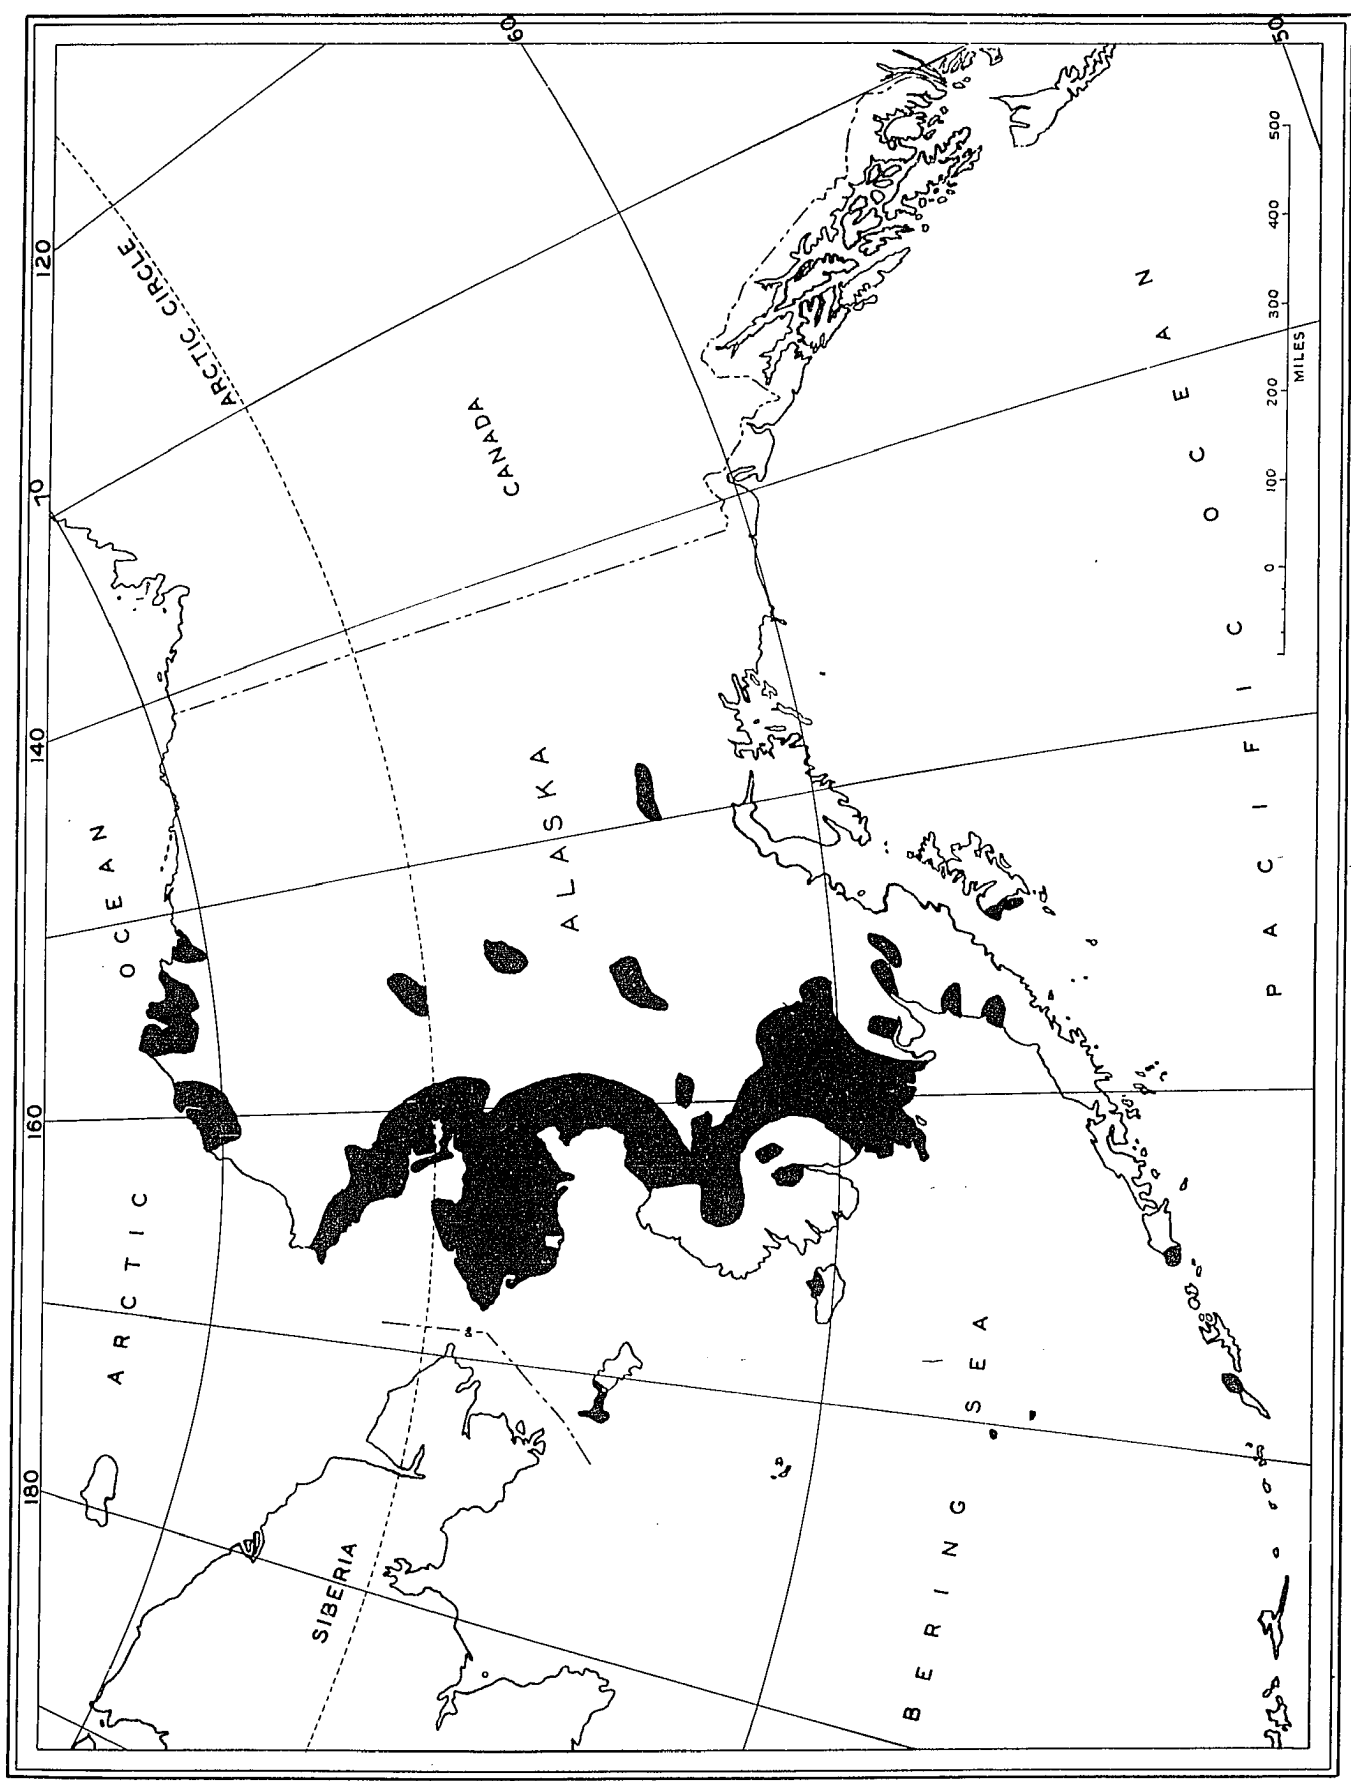 180
160
140
70
120
60
50
ARCTIC OCEAN
ARCTIC CIRCLE
SIBERIA
ALASKA
CANADA
BERING SEA
PACIFIC OCEAN
0 100 200 300 400 500
MILES